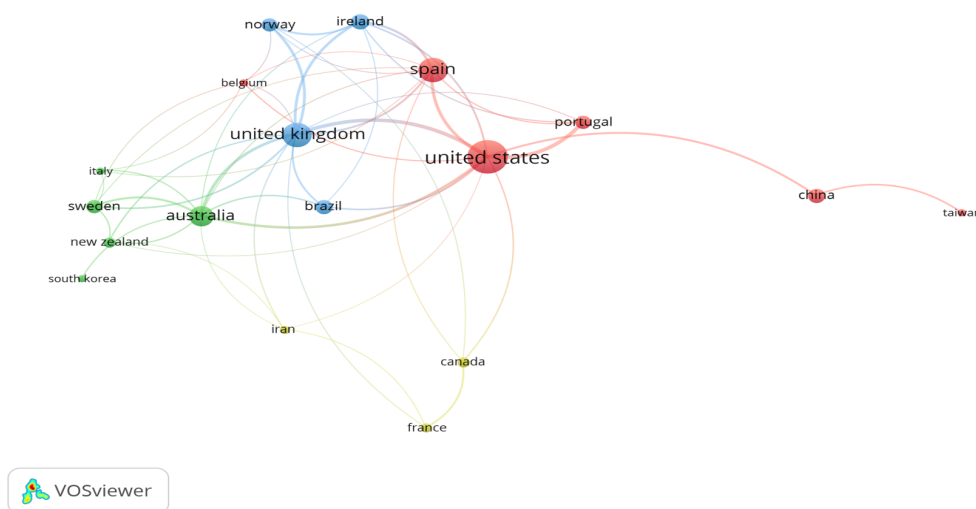 norway
ireland
spain
belgium
portugal
united kingdom
united states
italy
china
sweden
brazil
australia
taiwan
new zealand
south korea
iran
canada
france
VOSviewer